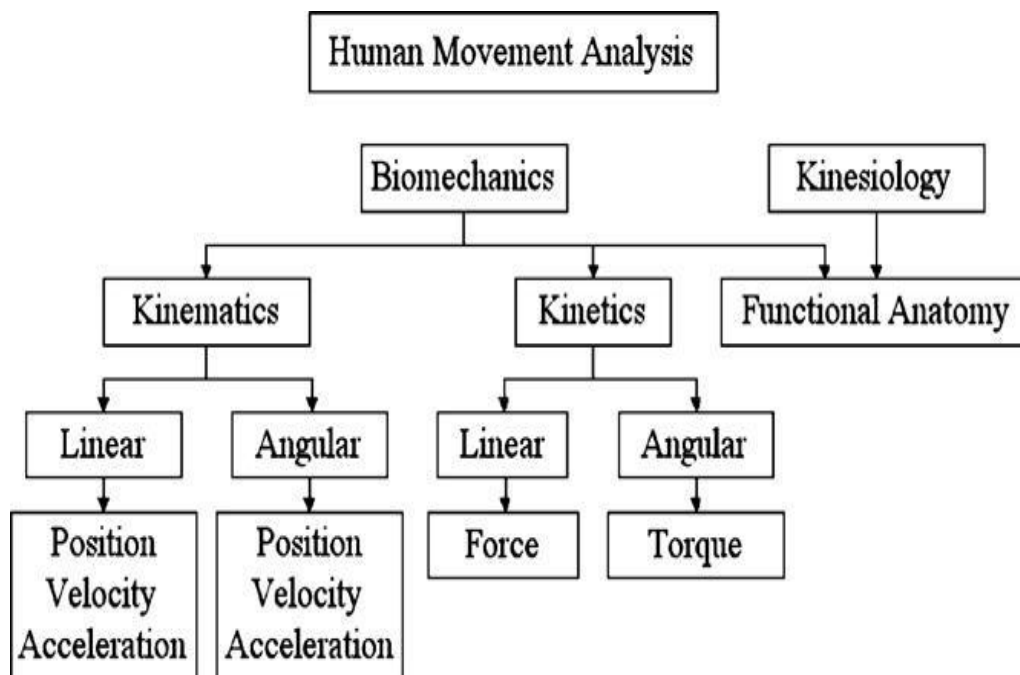 Human Movement Analysis
Biomechanics
Kinesiology
Kinematics
Kinetics
Functional Anatomy
Linear
Angular
Linear
Angular
Position
Velocity
Acceleration
Position
Velocity
Acceleration
Force
Torque